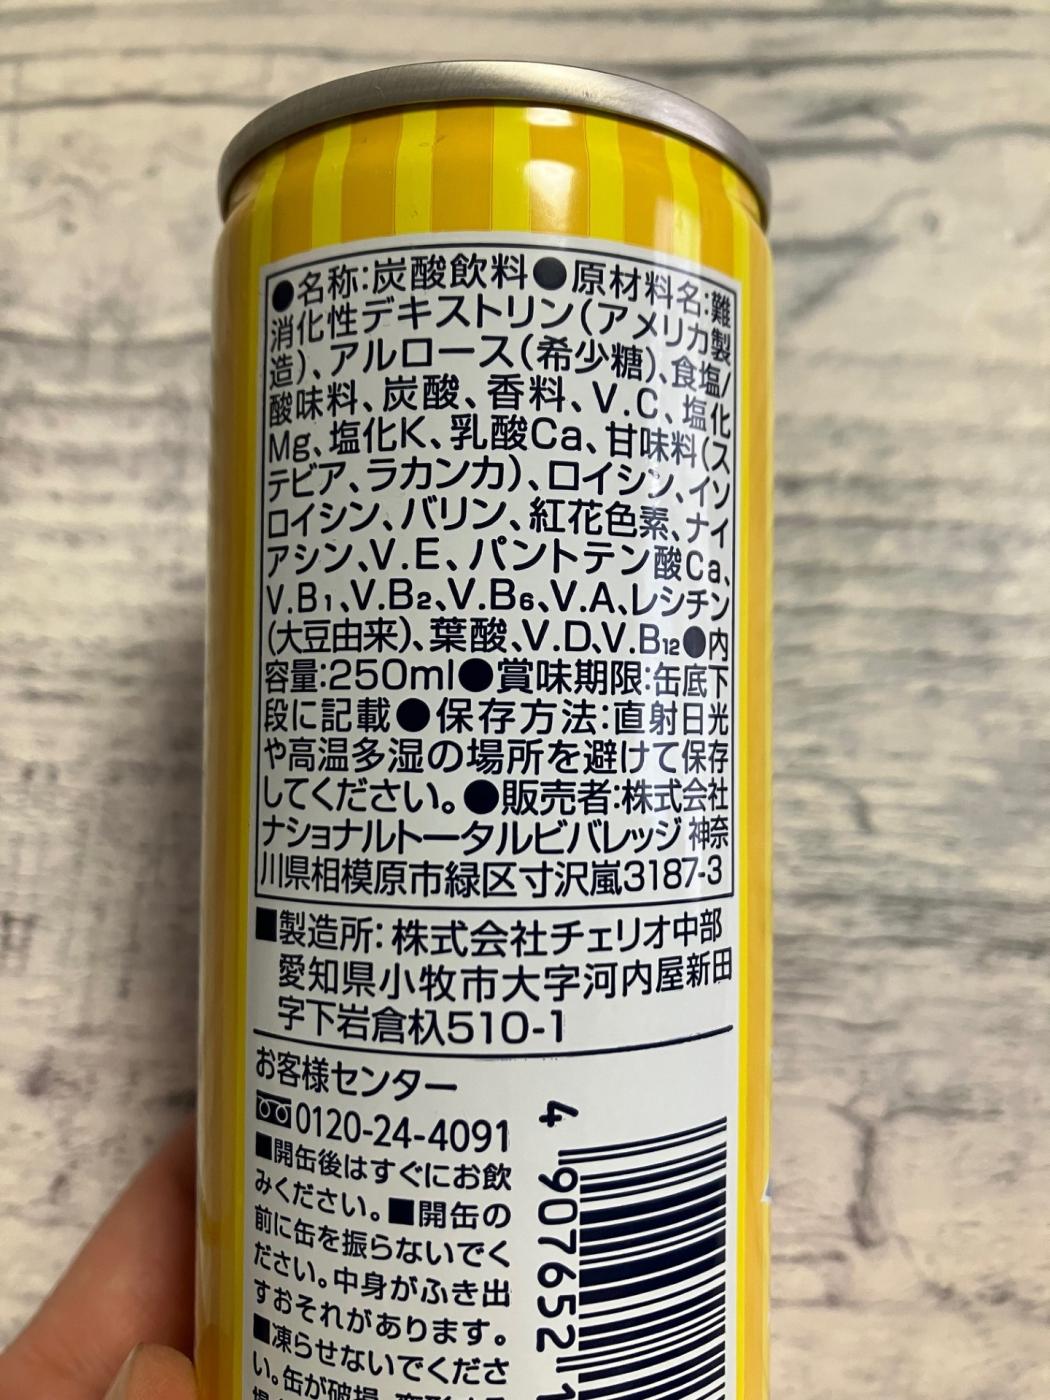 ●名称:炭酸飲料●原材料名:難
消化性デキストリン(アメリカ製
造)、アルロース(希少糖)、食塩/
酸味料、炭酸、香料、V.C、塩化
Mg、塩化K、乳酸Ca、甘味料(ス
テビア、ラカンカ)、ロイシン、イソ
ロイシン、バリン、紅花色素、ナイ
アシン、V.E、パントテン酸Ca、
V.B₁、V.B₂、V.B₆、V.A、レシチン
(大豆由来)、葉酸、V.D、V.B₁₂●内
容量:250ml●賞味期限:缶底下
段に記載●保存方法:直射日光
や高温多湿の場所を避けて保存
してください。●販売者:株式会社
ナショナルトータルビバレッジ 神奈
川県相模原市緑区寸沢嵐3187-3
■製造所:株式会社チェリオ中部
愛知県小牧市大字河内屋新田
字下岩倉杁510-1
お客様センター
0120-24-4091
■開缶後はすぐにお飲
みください。■開缶の
前に缶を振らないでく
ださい。中身がふき出
すおそれがあります。
■凍らせないでくださ
い。缶が破損、変形する
4 907652 1